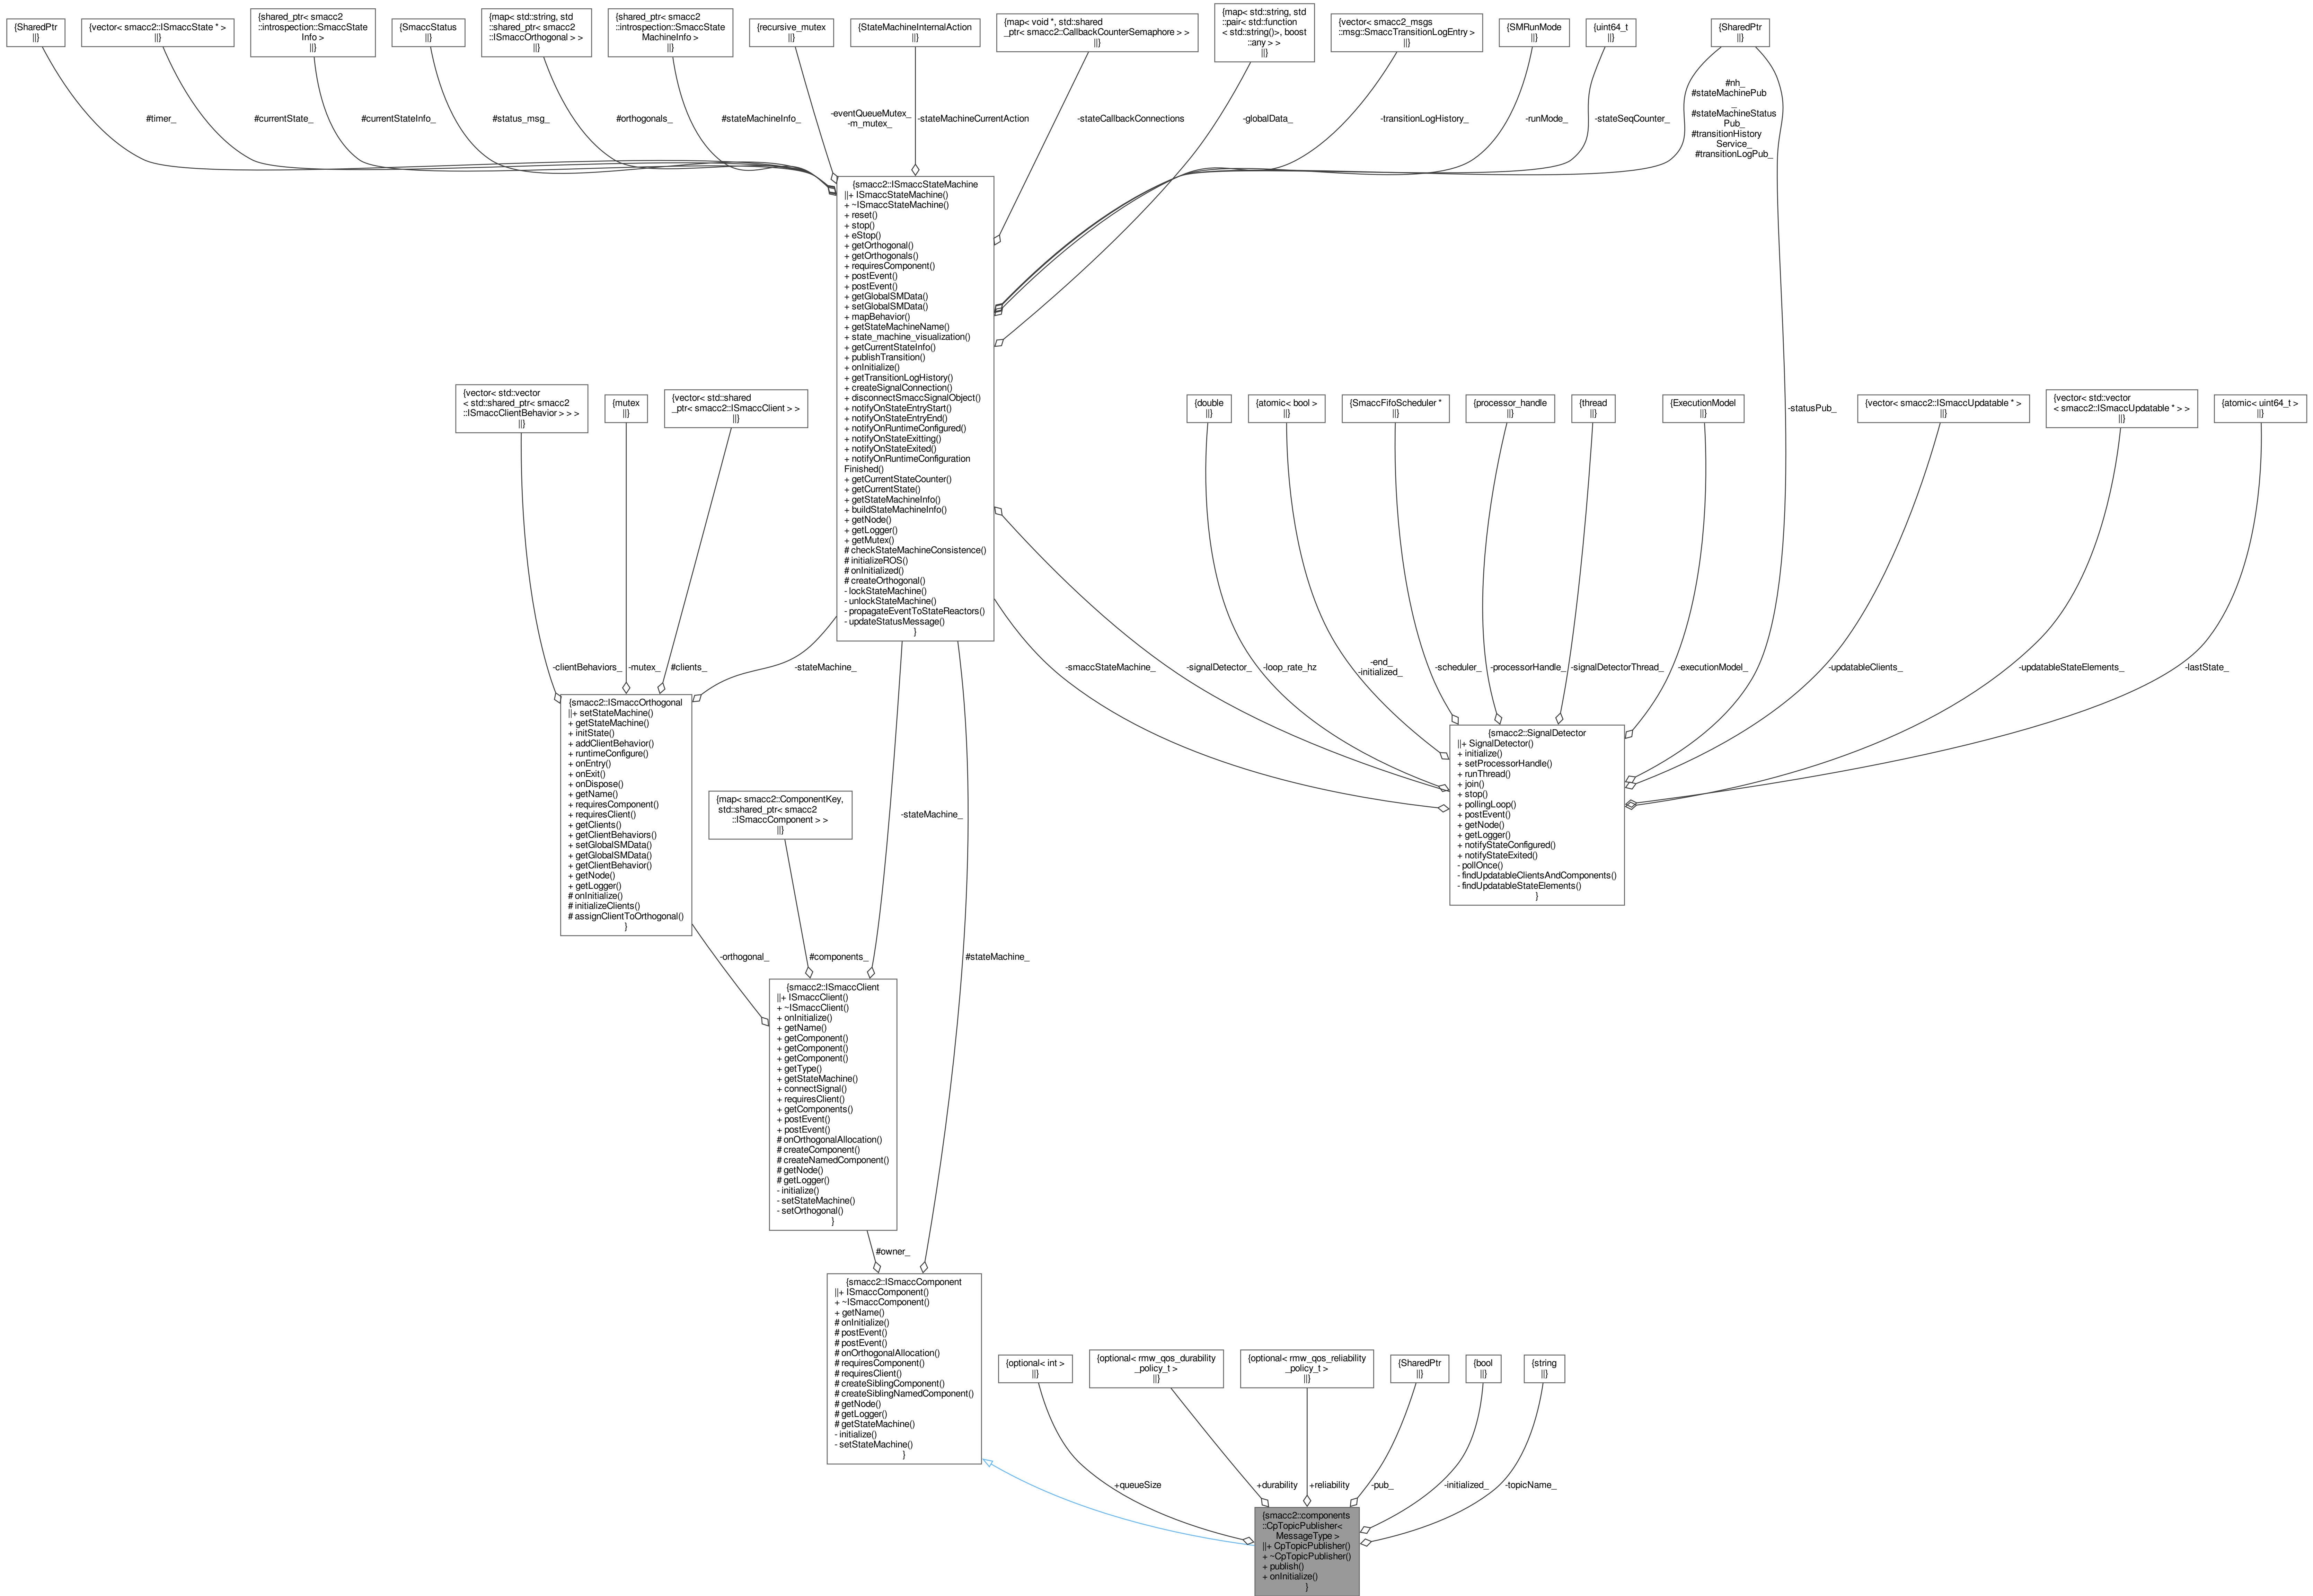 {SharedPtr
||}
{vector< smacc2::ISmaccState * >
||}
{shared_ptr< smacc2
::introspection::SmaccState
Info >
||}
{SmaccStatus
||}
{map< std::string, std
::shared_ptr< smacc2
::ISmaccOrthogonal > >
||}
{shared_ptr< smacc2
::introspection::SmaccState
MachineInfo >
||}
{recursive_mutex
||}
{StateMachineInternalAction
||}
{map< void *, std::shared
_ptr< smacc2::CallbackCounterSemaphore > >
||}
{map< std::string, std
::pair< std::function
< std::string()>, boost
::any > >
||}
{vector< smacc2_msgs
::msg::SmaccTransitionLogEntry >
||}
{SMRunMode
||}
{uint64_t
||}
{SharedPtr
||}
#timer_
#currentState_
#currentStateInfo_
#status_msg_
#orthogonals_
#stateMachineInfo_
-eventQueueMutex_
-m_mutex_
-stateMachineCurrentAction
-stateCallbackConnections
-globalData_
-transitionLogHistory_
-runMode_
-stateSeqCounter_
#nh_
#stateMachinePub
_
#stateMachineStatus
Pub_
#transitionHistory
Service_
#transitionLogPub_
{smacc2::ISmaccStateMachine
||+ ISmaccStateMachine()
+ ~ISmaccStateMachine()
+ reset()
+ stop()
+ eStop()
+ getOrthogonal()
+ getOrthogonals()
+ requiresComponent()
+ postEvent()
+ postEvent()
+ getGlobalSMData()
+ setGlobalSMData()
+ mapBehavior()
+ getStateMachineName()
+ state_machine_visualization()
+ getCurrentStateInfo()
+ publishTransition()
+ onInitialize()
+ getTransitionLogHistory()
+ createSignalConnection()
+ disconnectSmaccSignalObject()
+ notifyOnStateEntryStart()
+ notifyOnStateEntryEnd()
+ notifyOnRuntimeConfigured()
+ notifyOnStateExitting()
+ notifyOnStateExited()
+ notifyOnRuntimeConfiguration
Finished()
+ getCurrentStateCounter()
+ getCurrentState()
+ getStateMachineInfo()
+ buildStateMachineInfo()
+ getNode()
+ getLogger()
+ getMutex()
# checkStateMachineConsistence()
# initializeROS()
# onInitialized()
# createOrthogonal()
- lockStateMachine()
- unlockStateMachine()
- propagateEventToStateReactors()
- updateStatusMessage()
}
{vector< std::vector
< std::shared_ptr< smacc2
::ISmaccClientBehavior > > >
||}
{mutex
||}
{vector< std::shared
_ptr< smacc2::ISmaccClient > >
||}
{double
||}
{atomic< bool >
||}
{SmaccFifoScheduler *
||}
{processor_handle
||}
{thread
||}
{ExecutionModel
||}
-statusPub_
{vector< smacc2::ISmaccUpdatable * >
||}
{vector< std::vector
< smacc2::ISmaccUpdatable * > >
||}
{atomic< uint64_t >
||}
-clientBehaviors_
-mutex_
#clients_
-stateMachine_
-smaccStateMachine_
-signalDetector_
-loop_rate_hz
-end_
-initialized_
-scheduler_
-processorHandle_
-signalDetectorThread_
-executionModel_
-updatableClients_
-updatableStateElements_
-lastState_
{smacc2::ISmaccOrthogonal
||+ setStateMachine()
+ getStateMachine()
+ initState()
+ addClientBehavior()
+ runtimeConfigure()
+ onEntry()
+ onExit()
+ onDispose()
+ getName()
+ requiresComponent()
+ requiresClient()
+ getClients()
+ getClientBehaviors()
+ setGlobalSMData()
+ getGlobalSMData()
+ getClientBehavior()
+ getNode()
+ getLogger()
# onInitialize()
# initializeClients()
# assignClientToOrthogonal()
}
{smacc2::SignalDetector
||+ SignalDetector()
+ initialize()
+ setProcessorHandle()
+ runThread()
+ join()
+ stop()
+ pollingLoop()
+ postEvent()
+ getNode()
+ getLogger()
+ notifyStateConfigured()
+ notifyStateExited()
- pollOnce()
- findUpdatableClientsAndComponents()
- findUpdatableStateElements()
}
{map< smacc2::ComponentKey,
std::shared_ptr< smacc2
::ISmaccComponent > >
||}
-stateMachine_
-orthogonal_
#components_
#stateMachine_
{smacc2::ISmaccClient
||+ ISmaccClient()
+ ~ISmaccClient()
+ onInitialize()
+ getName()
+ getComponent()
+ getComponent()
+ getComponent()
+ getType()
+ getStateMachine()
+ connectSignal()
+ requiresClient()
+ getComponents()
+ postEvent()
+ postEvent()
# onOrthogonalAllocation()
# createComponent()
# createNamedComponent()
# getNode()
# getLogger()
- initialize()
- setStateMachine()
- setOrthogonal()
}
#owner_
{smacc2::ISmaccComponent
||+ ISmaccComponent()
+ ~ISmaccComponent()
+ getName()
# onInitialize()
# postEvent()
# postEvent()
# onOrthogonalAllocation()
# requiresComponent()
# requiresClient()
# createSiblingComponent()
# createSiblingNamedComponent()
# getNode()
# getLogger()
# getStateMachine()
- initialize()
- setStateMachine()
}
{optional< int >
||}
{optional< rmw_qos_durability
_policy_t >
||}
{optional< rmw_qos_reliability
_policy_t >
||}
{SharedPtr
||}
{bool
||}
{string
||}
+queueSize
+durability
+reliability
-pub_
-initialized_
-topicName_
{smacc2::components
::CpTopicPublisher<
MessageType >
||+ CpTopicPublisher()
+ ~CpTopicPublisher()
+ publish()
+ onInitialize()
}